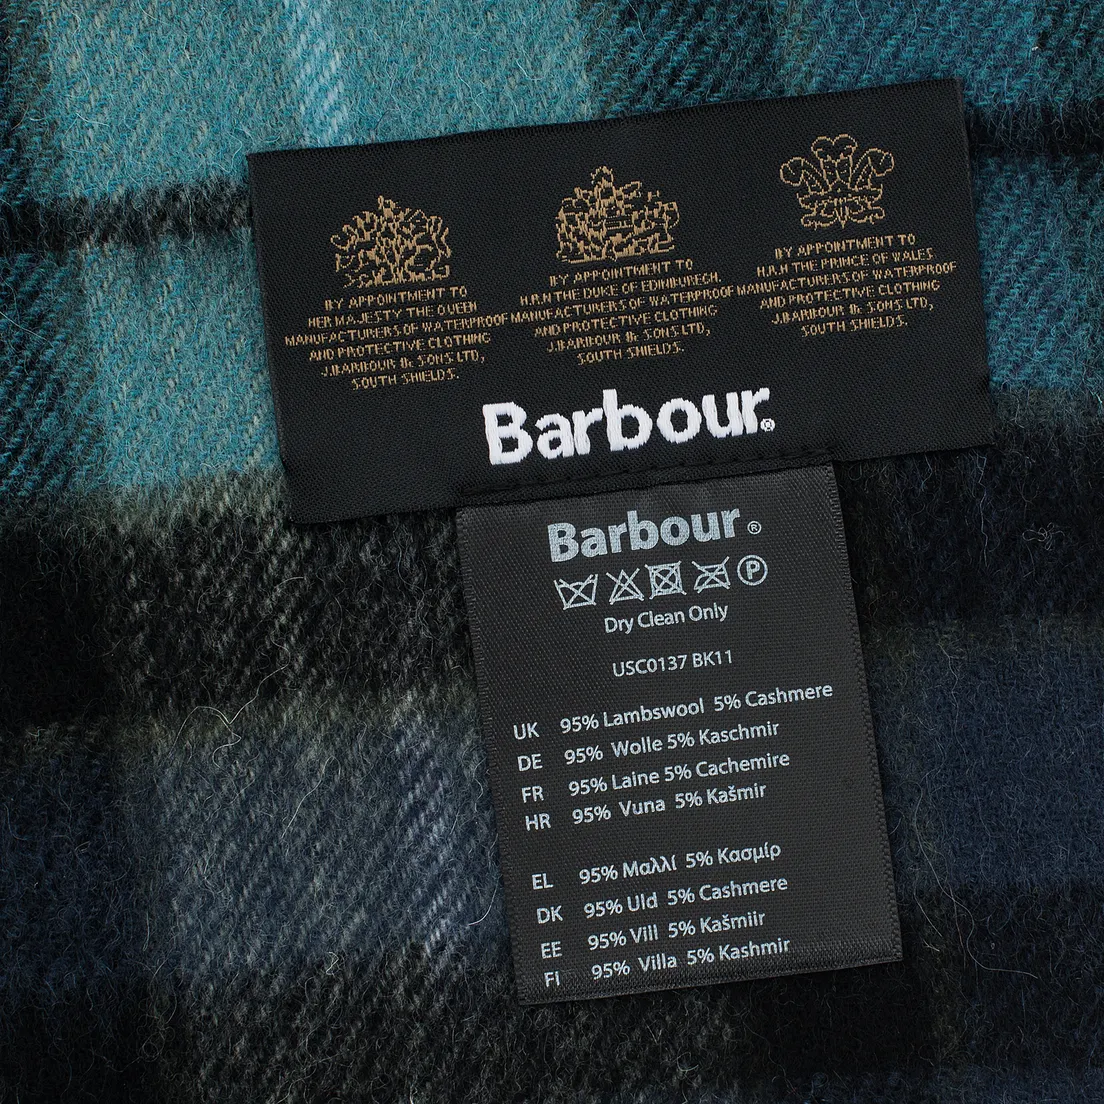 BY APPOINTMENT TO
HER MAJESTY THE QUEEN
MANUFACTURERS OF WATERPROOF
AND PROTECTIVE CLOTHING
J.BARBOUR & SONS LTD,
SOUTH SHIELDS.
BY APPOINTMENT TO
H.R.H THE DUKE OF EDINBURGH.
MANUFACTURERS OF WATERPROOF
AND PROTECTIVE CLOTHING
J.BARBOUR & SONS LTD,
SOUTH SHIELDS.
BY APPOINTMENT TO
H.R.H THE PRINCE OF WALES
MANUFACTURERS OF WATERPROOF
AND PROTECTIVE CLOTHING
J.BARBOUR & SONS LTD,
SOUTH SHIELDS.
Barbour®
Barbour®
P
Dry Clean Only
USC0137 BK11
UK 95% Lambswool 5% Cashmere
DE 95% Wolle 5% Kaschmir
FR 95% Laine 5% Cachemire
HR 95% Vuna 5% Kašmir
EL 95% Μαλλί 5% Κασμίρ
DK 95% Uld 5% Cashmere
EE 95% Vill 5% Kašmiir
FI 95% Villa 5% Kashmir